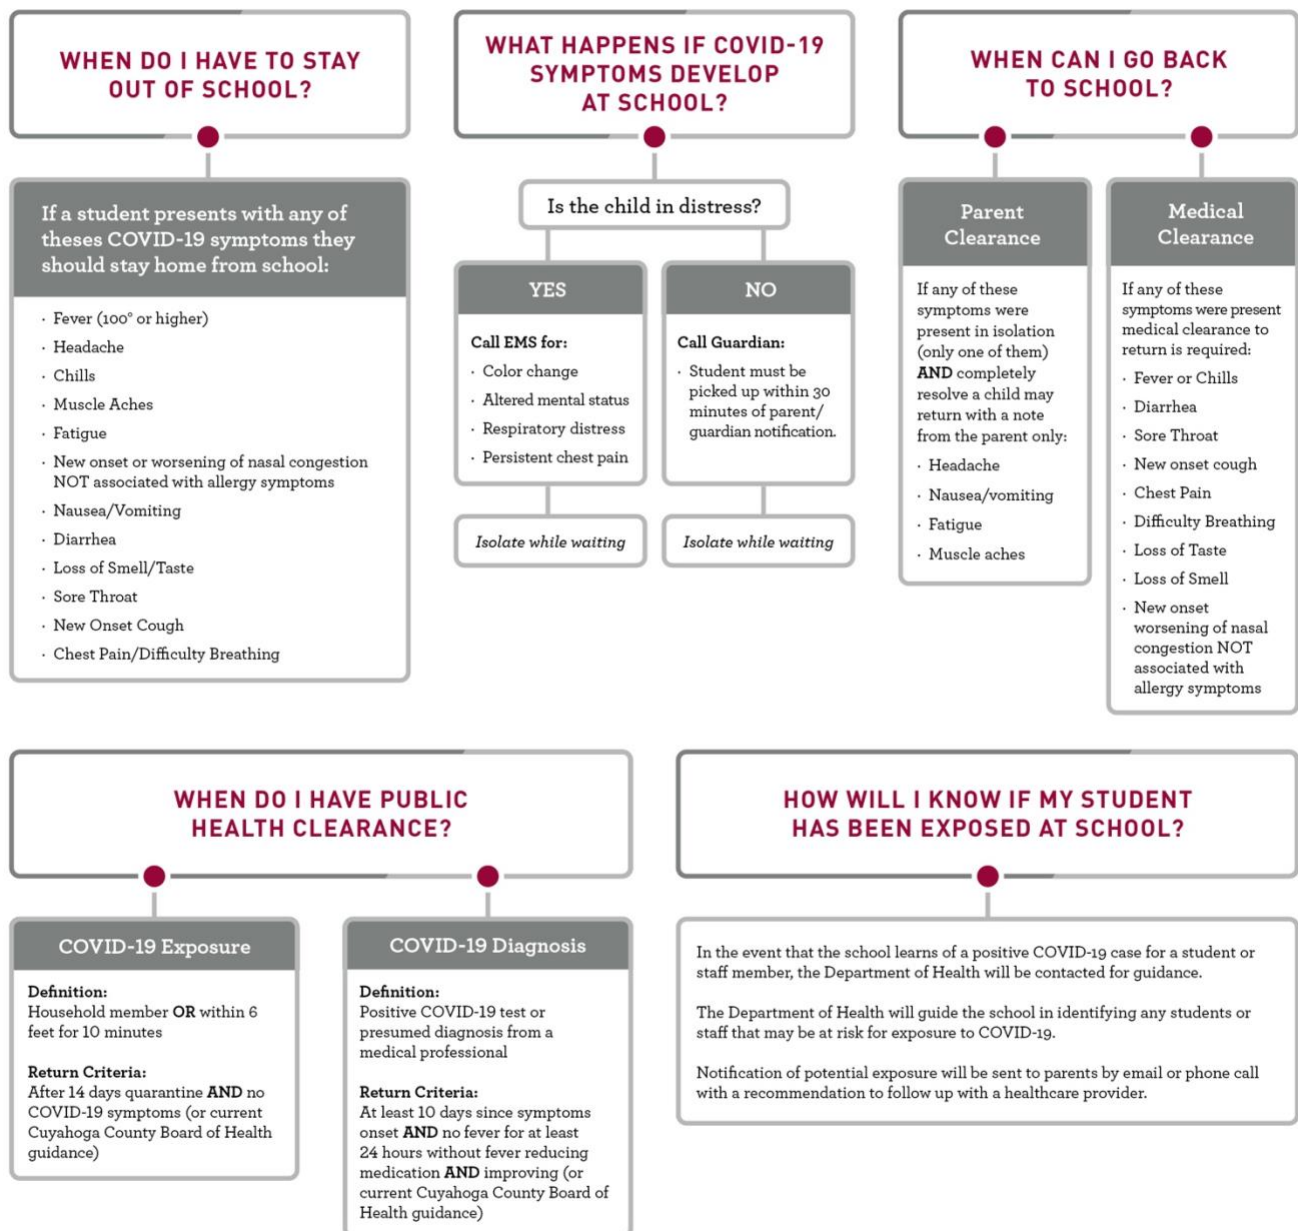 WHEN DO I HAVE TO STAY
OUT OF SCHOOL?
If a student presents with any of
theses COVID-19 symptoms they
should stay home from school:
· Fever (100° or higher)
· Headache
· Chills
· Muscle Aches
· Fatigue
· New onset or worsening of nasal congestion
NOT associated with allergy symptoms
· Nausea/Vomiting
· Diarrhea
· Loss of Smell/Taste
· Sore Throat
· New Onset Cough
· Chest Pain/Difficulty Breathing
WHAT HAPPENS IF COVID-19
SYMPTOMS DEVELOP
AT SCHOOL?
Is the child in distress?
YES
Call EMS for:
· Color change
· Altered mental status
· Respiratory distress
· Persistent chest pain
Isolate while waiting
NO
Call Guardian:
· Student must be
picked up within 30
minutes of parent/
guardian notification.
Isolate while waiting
WHEN CAN I GO BACK
TO SCHOOL?
Parent
Clearance
If any of these
symptoms were
present in isolation
(only one of them)
AND completely
resolve a child may
return with a note
from the parent only:
· Headache
· Nausea/vomiting
· Fatigue
· Muscle aches
Medical
Clearance
If any of these
symptoms were present
medical clearance to
return is required:
· Fever or Chills
· Diarrhea
· Sore Throat
· New onset cough
· Chest Pain
· Difficulty Breathing
· Loss of Taste
· Loss of Smell
· New onset
worsening of nasal
congestion NOT
associated with
allergy symptoms
WHEN DO I HAVE PUBLIC
HEALTH CLEARANCE?
COVID-19 Exposure
Definition:
Household member OR within 6
feet for 10 minutes
Return Criteria:
After 14 days quarantine AND no
COVID-19 symptoms (or current
Cuyahoga County Board of Health
guidance)
COVID-19 Diagnosis
Definition:
Positive COVID-19 test or
presumed diagnosis from a
medical professional
Return Criteria:
At least 10 days since symptoms
onset AND no fever for at least
24 hours without fever reducing
medication AND improving (or
current Cuyahoga County Board of
Health guidance)
HOW WILL I KNOW IF MY STUDENT
HAS BEEN EXPOSED AT SCHOOL?
In the event that the school learns of a positive COVID-19 case for a student or
staff member, the Department of Health will be contacted for guidance.
The Department of Health will guide the school in identifying any students or
staff that may be at risk for exposure to COVID-19.
Notification of potential exposure will be sent to parents by email or phone call
with a recommendation to follow up with a healthcare provider.